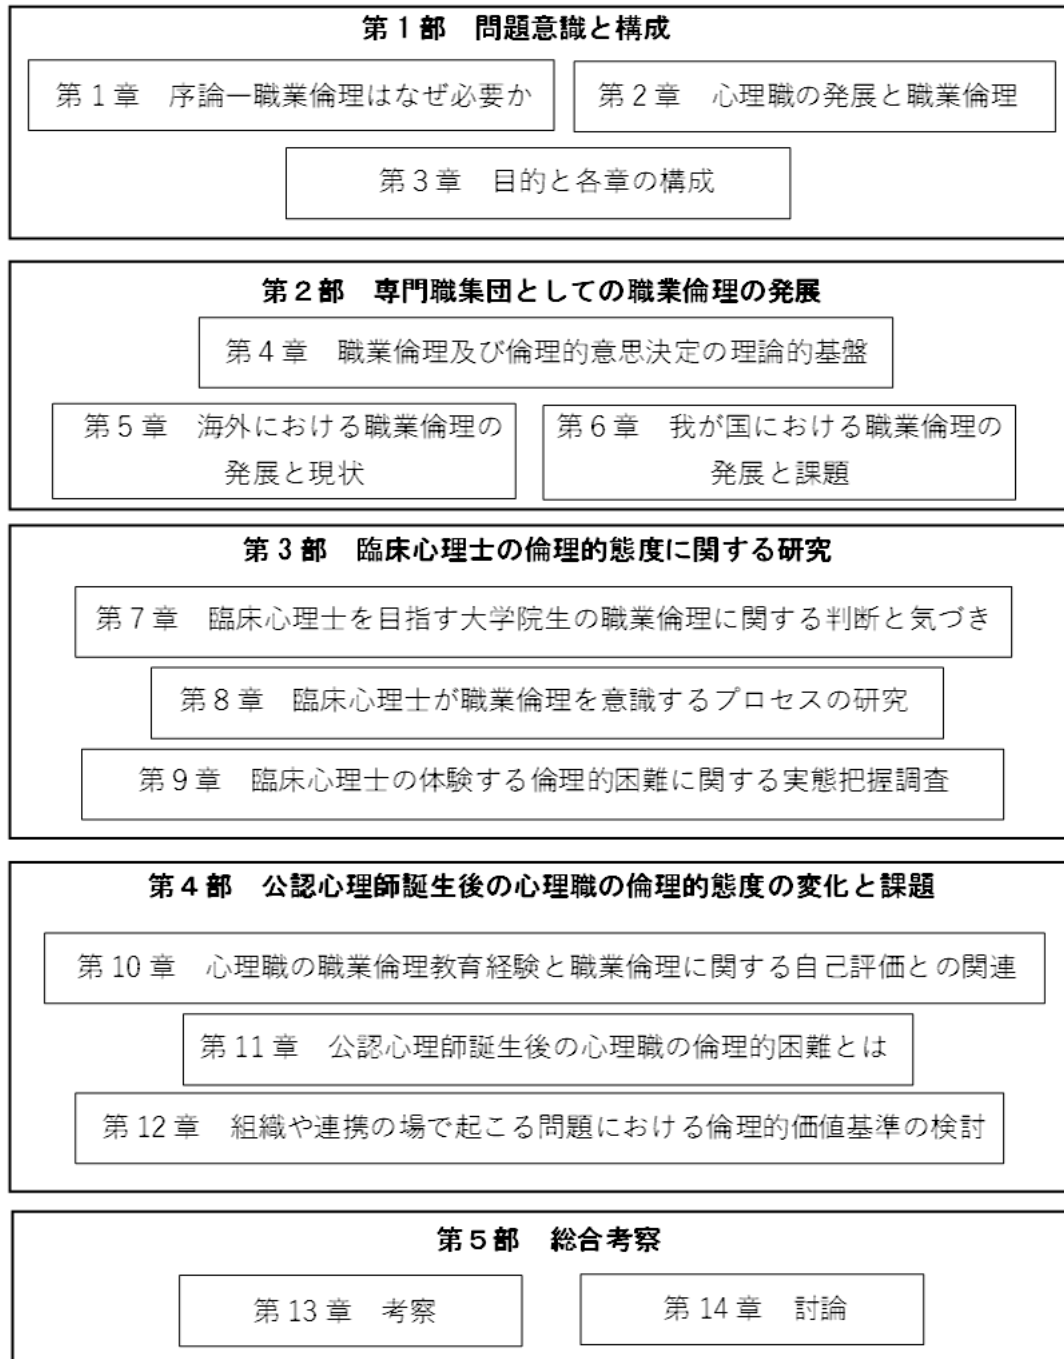 第１部　問題意識と構成
第１章　序論―職業倫理はなぜ必要か
第２章　心理職の発展と職業倫理
第３章　目的と各章の構成
第２部　専門職集団としての職業倫理の発展
第４章　職業倫理及び倫理的意思決定の理論的基盤
第５章　海外における職業倫理の
発展と現状
第６章　我が国における職業倫理の
発展と課題
第３部　臨床心理士の倫理的態度に関する研究
第７章　臨床心理士を目指す大学院生の職業倫理に関する判断と気づき
第８章　臨床心理士が職業倫理を意識するプロセスの研究
第９章　臨床心理士の体験する倫理的困難に関する実態把握調査
第４部　公認心理師誕生後の心理職の倫理的態度の変化と課題
第10章　心理職の職業倫理教育経験と職業倫理に関する自己評価との関連
第11章　公認心理師誕生後の心理職の倫理的困難とは
第12章　組織や連携の場で起こる問題における倫理的価値基準の検討
第５部　総合考察
第13章　考察
第14章　討論